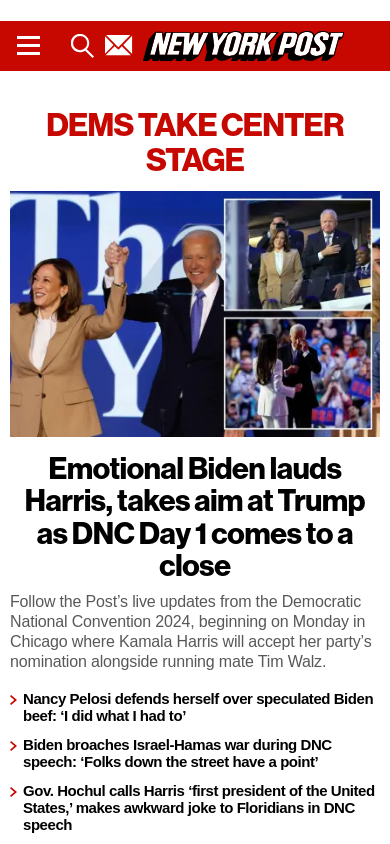 NEW YORK POST
DEMS TAKE CENTER
STAGE
Tha
Y
USA
Emotional Biden lauds
Harris, takes aim at Trump
as DNC Day 1 comes to a
close
Follow the Post’s live updates from the Democratic
National Convention 2024, beginning on Monday in
Chicago where Kamala Harris will accept her party’s
nomination alongside running mate Tim Walz.
Nancy Pelosi defends herself over speculated Biden
beef: ‘I did what I had to’
Biden broaches Israel-Hamas war during DNC
speech: ‘Folks down the street have a point’
Gov. Hochul calls Harris ‘first president of the United
States,’ makes awkward joke to Floridians in DNC
speech